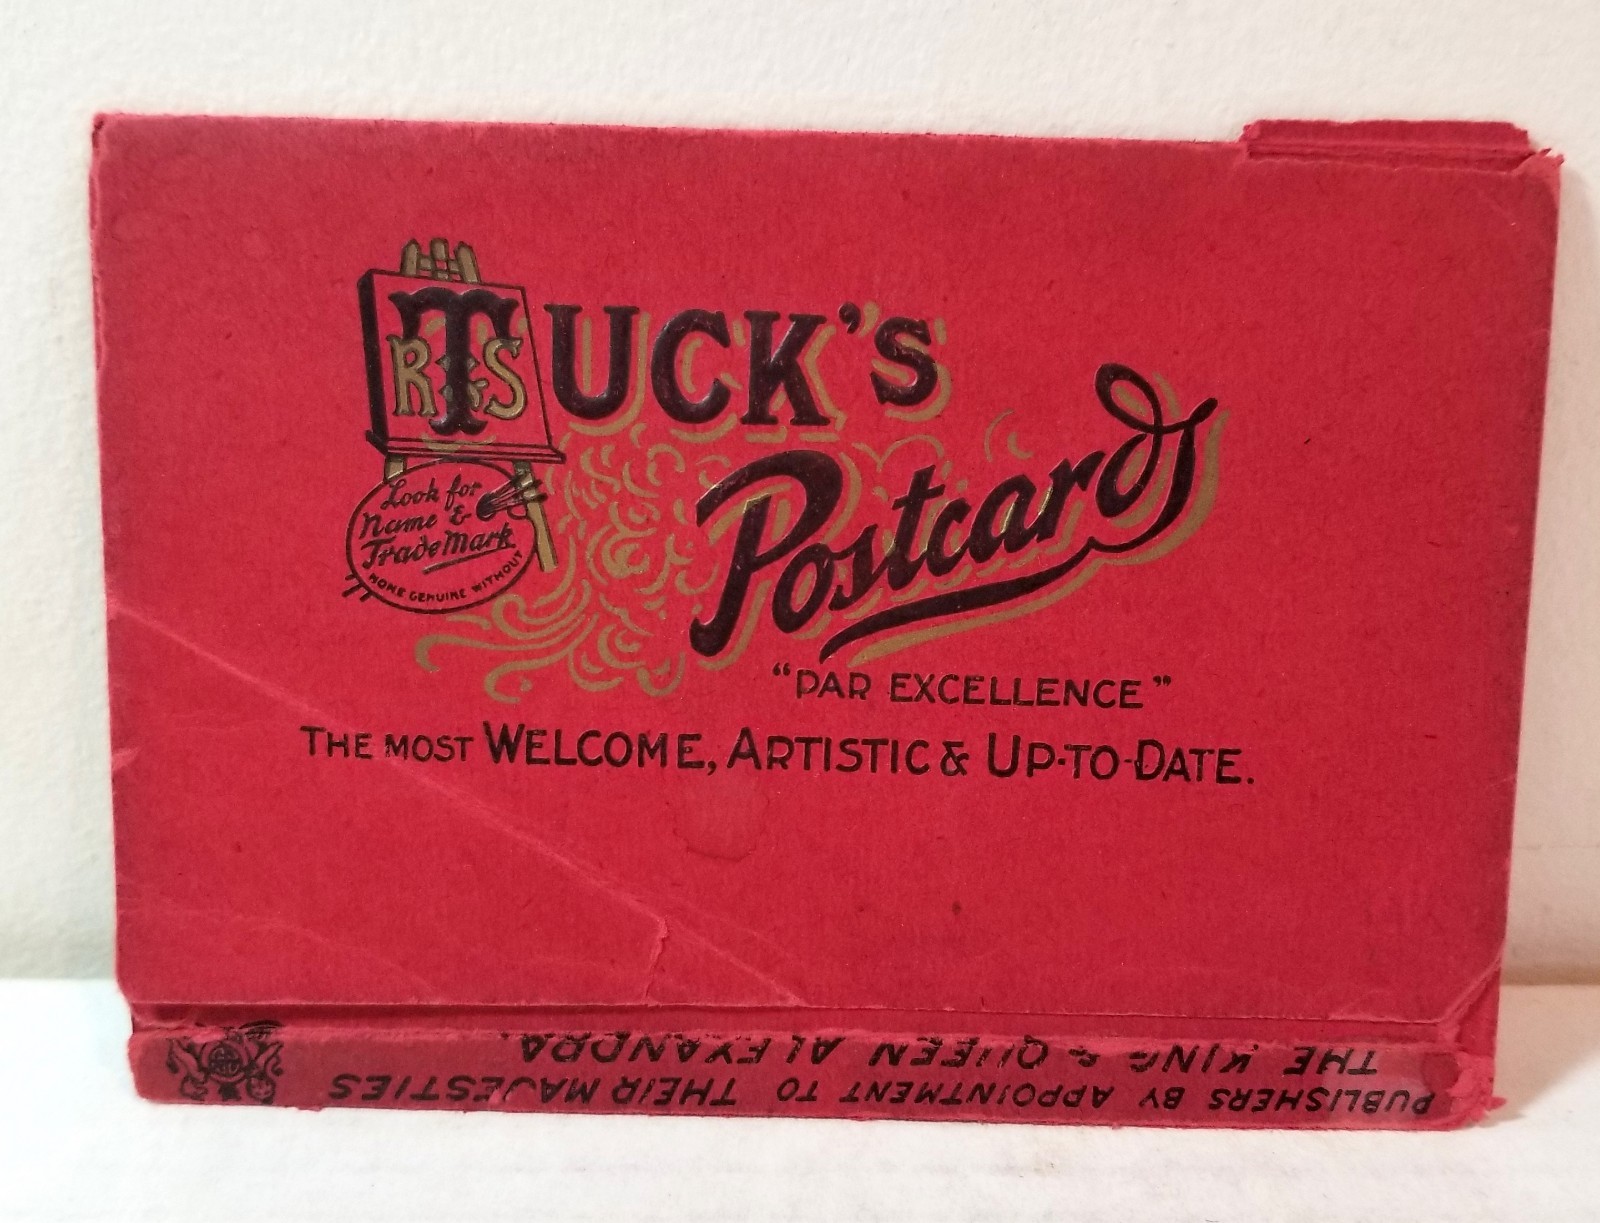 TUCK'S
R&S
Postcards
Look for
Name &
Trade Mark
NONE GENUINE WITHOUT
"PAR EXCELLENCE"
THE MOST WELCOME, ARTISTIC & UP-TO-DATE.
PUBLISHERS BY APPOINTMENT TO THEIR MAJESTIES
THE KING & QUEEN ALEXANDRA.